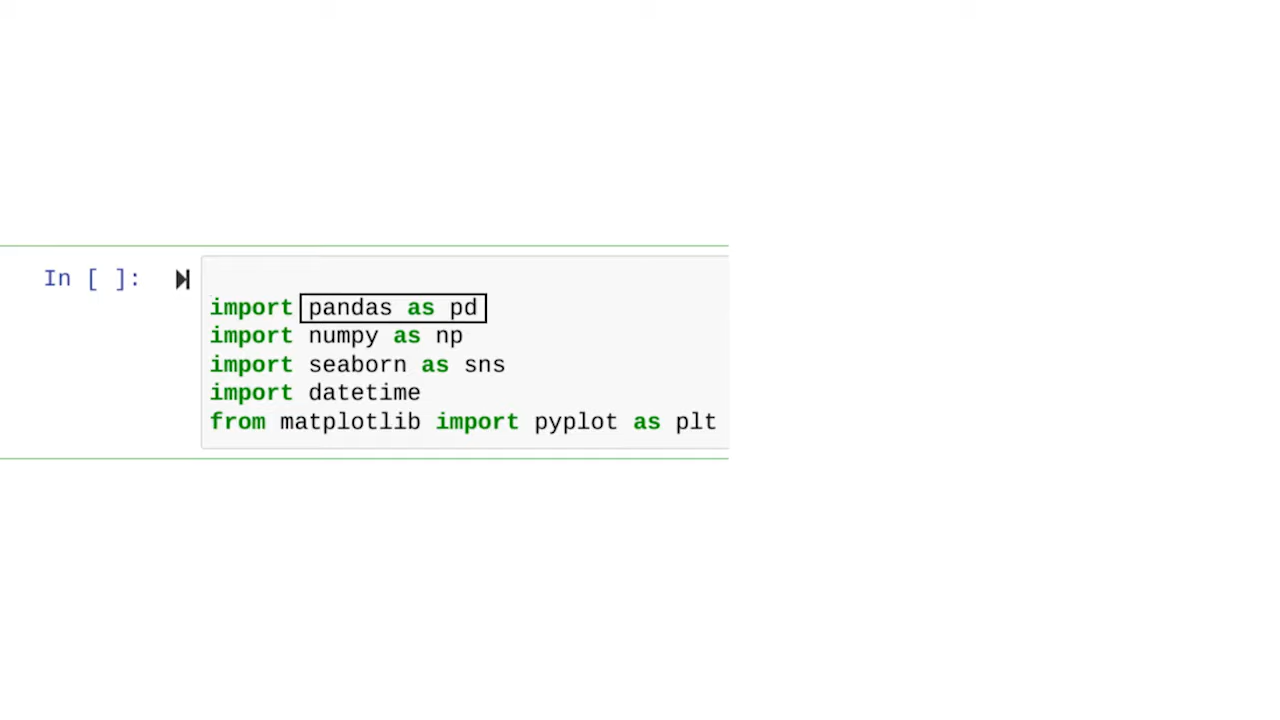 In [ ]:
import pandas as pd
import numpy as np
import seaborn as sns
import datetime
from matplotlib import pyplot as plt